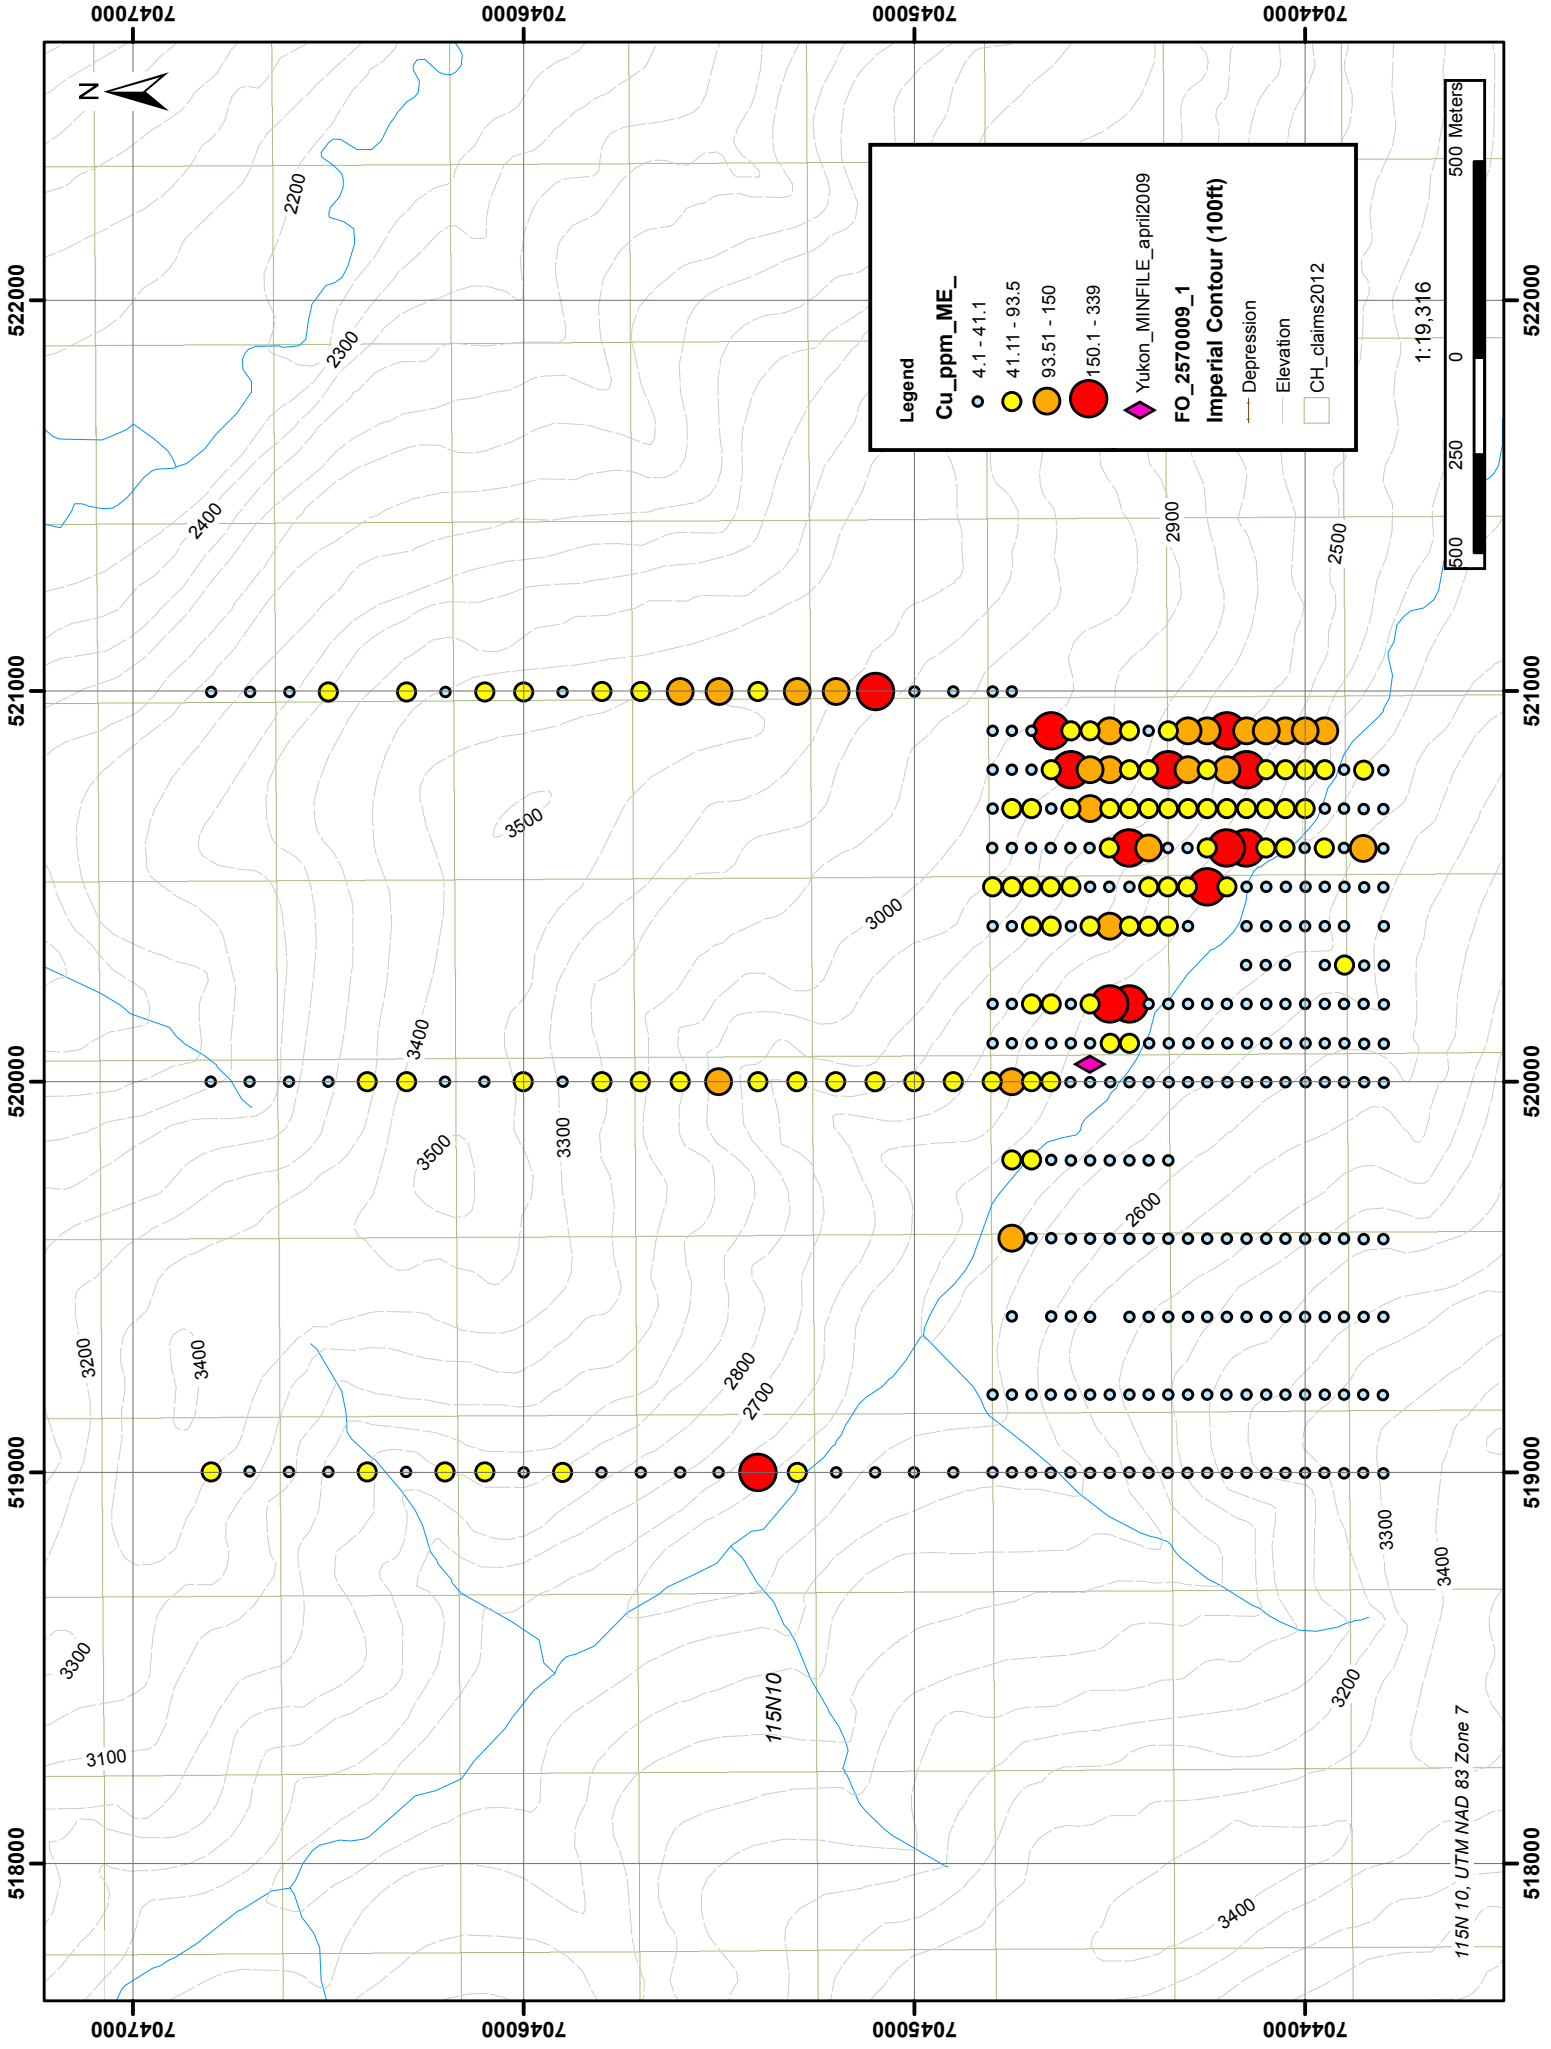 518000
519000
520000
521000
522000
7047000
7046000
7045000
7044000
7047000
7046000
7045000
7044000
518000
519000
520000
521000
522000
N
3100
3300
3200
3400
3400
3500
3300
3400
3500
3000
2400
2300
2200
2800
2700
115N10
2600
2900
2500
3400
3200
3300
3400
Legend
Cu_ppm_ME_
4.1 - 41.1
41.11 - 93.5
93.51 - 150
150.1 - 339
Yukon_MINFILE_april2009
FO_2570009_1
Imperial Contour (100ft)
Depression
Elevation
CH_claims2012
1:19,316
500 250 0 500 Meters
115N 10, UTM NAD 83 Zone 7